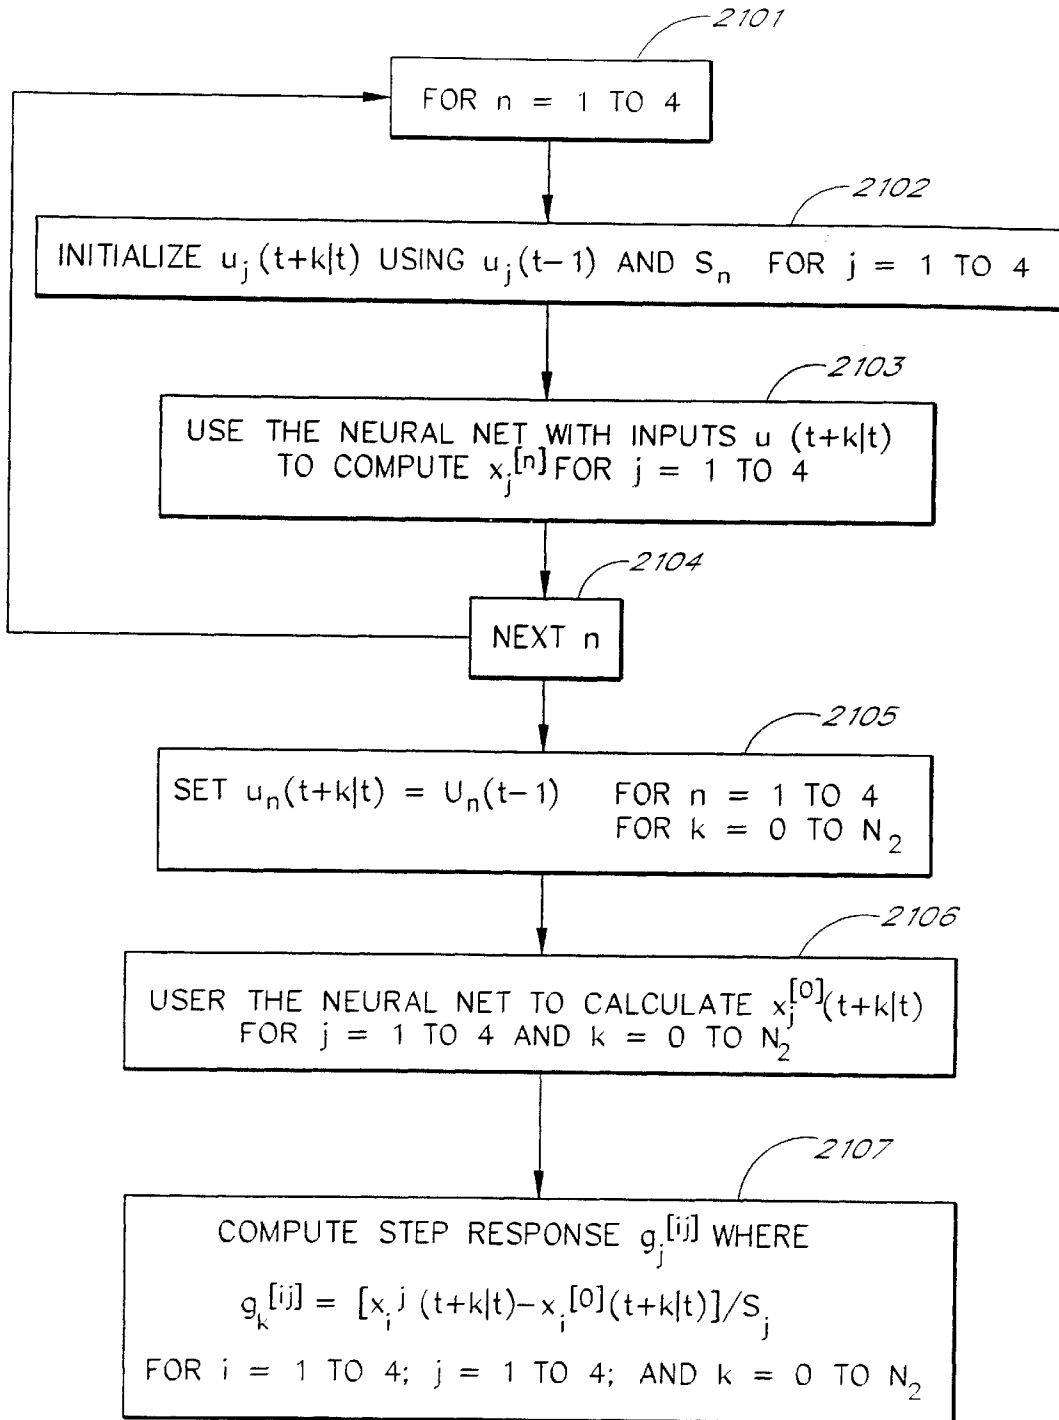 2101
FOR n = 1 TO 4
2102
INITIALIZE u_j (t+k|t) USING u_j (t-1) AND S_n FOR j = 1 TO 4
2103
USE THE NEURAL NET WITH INPUTS u (t+k|t)
TO COMPUTE x_j^[n] FOR j = 1 TO 4
2104
NEXT n
2105
SET u_n(t+k|t) = U_n(t-1) FOR n = 1 TO 4
FOR k = 0 TO N_2
2106
USER THE NEURAL NET TO CALCULATE x_j^[0](t+k|t)
FOR j = 1 TO 4 AND k = 0 TO N_2
2107
COMPUTE STEP RESPONSE g_j^[ij] WHERE
g_k^[ij] = [x_i^j (t+k|t)-x_i^[0](t+k|t)]/S_j
FOR i = 1 TO 4; j = 1 TO 4; AND k = 0 TO N_2